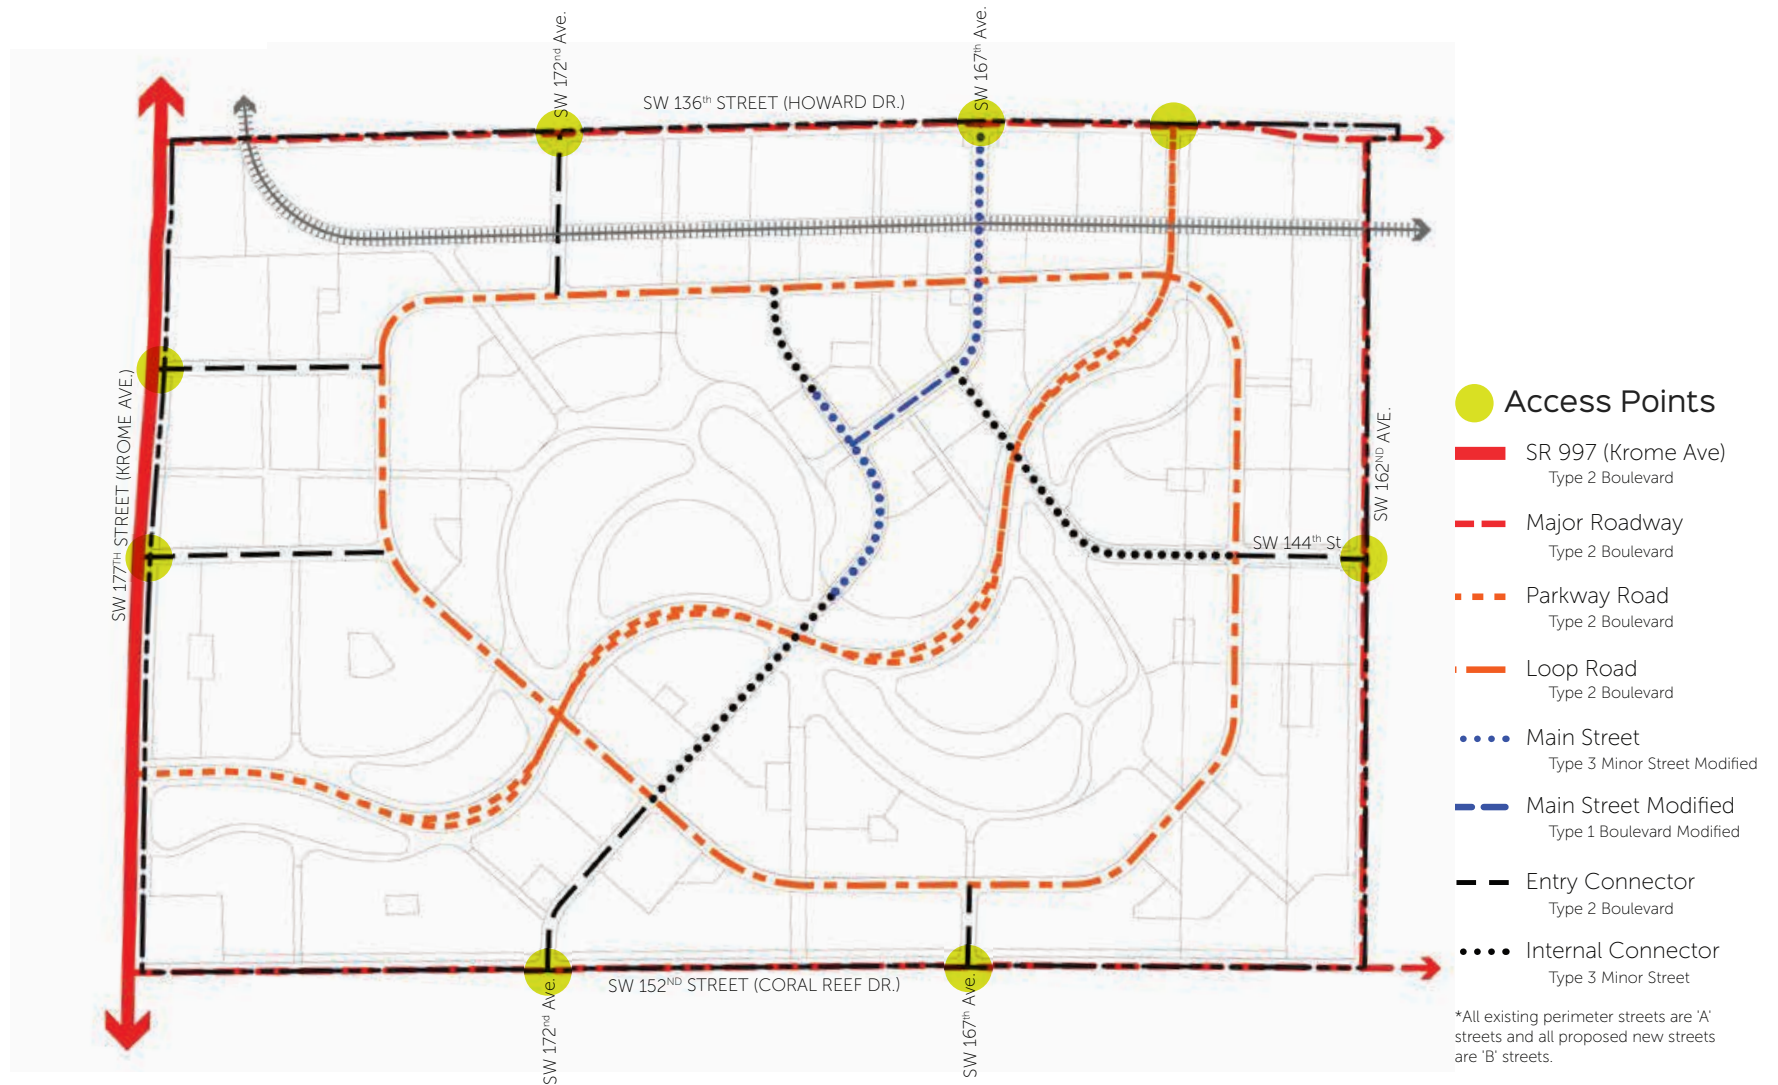 SW 172nd Ave.
SW 167th Ave.
SW 136th STREET (HOWARD DR.)
SW 177TH STREET (KROME AVE.)
SW 162ND AVE.
SW 144th St
SW 152ND STREET (CORAL REEF DR.)
SW 172nd Ave.
SW 167th Ave.
Access Points
SR 997 (Krome Ave)
Type 2 Boulevard
Major Roadway
Type 2 Boulevard
Parkway Road
Type 2 Boulevard
Loop Road
Type 2 Boulevard
Main Street
Type 3 Minor Street Modified
Main Street Modified
Type 1 Boulevard Modified
Entry Connector
Type 2 Boulevard
Internal Connector
Type 3 Minor Street
*All existing perimeter streets are 'A'
streets and all proposed new streets
are 'B' streets.